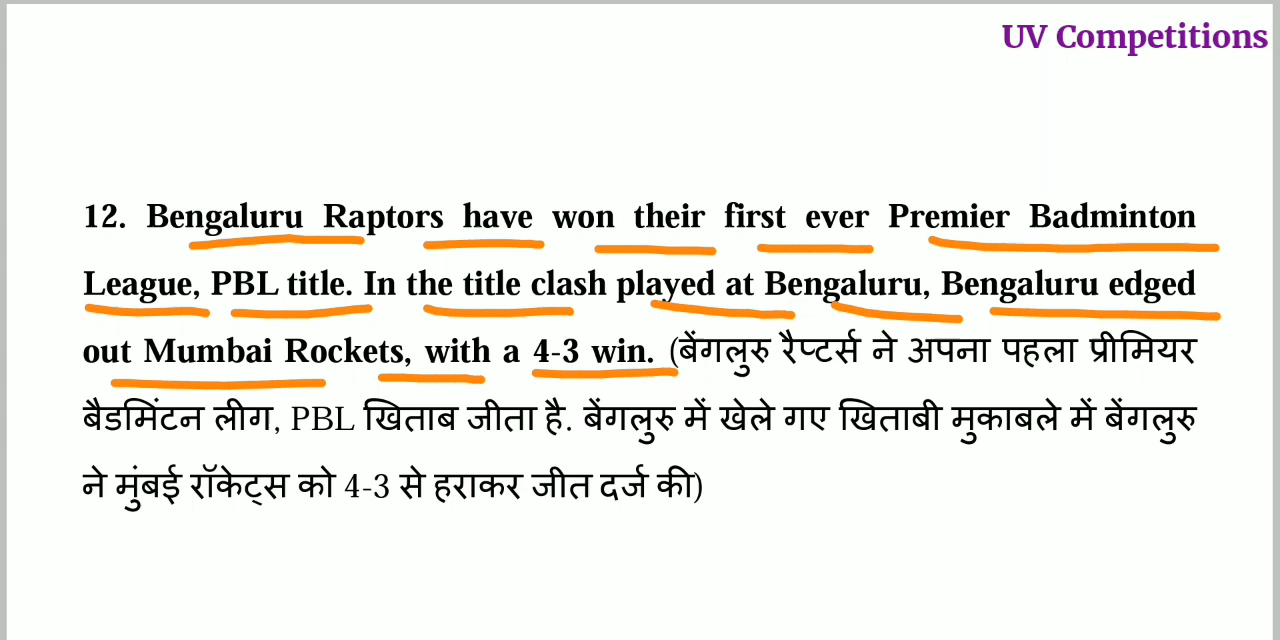 UV Competitions
12. Bengaluru Raptors have won their first ever Premier Badminton
League, PBL title. In the title clash played at Bengaluru, Bengaluru edged
out Mumbai Rockets, with a 4-3 win. (बेंगलुरु रैप्टर्स ने अपना पहला प्रीमियर
बैडमिंटन लीग, PBL खिताब जीता है. बेंगलुरु में खेले गए खिताबी मुकाबले में बेंगलुरु
ने मुंबई रॉकेट्स को 4-3 से हराकर जीत दर्ज की)